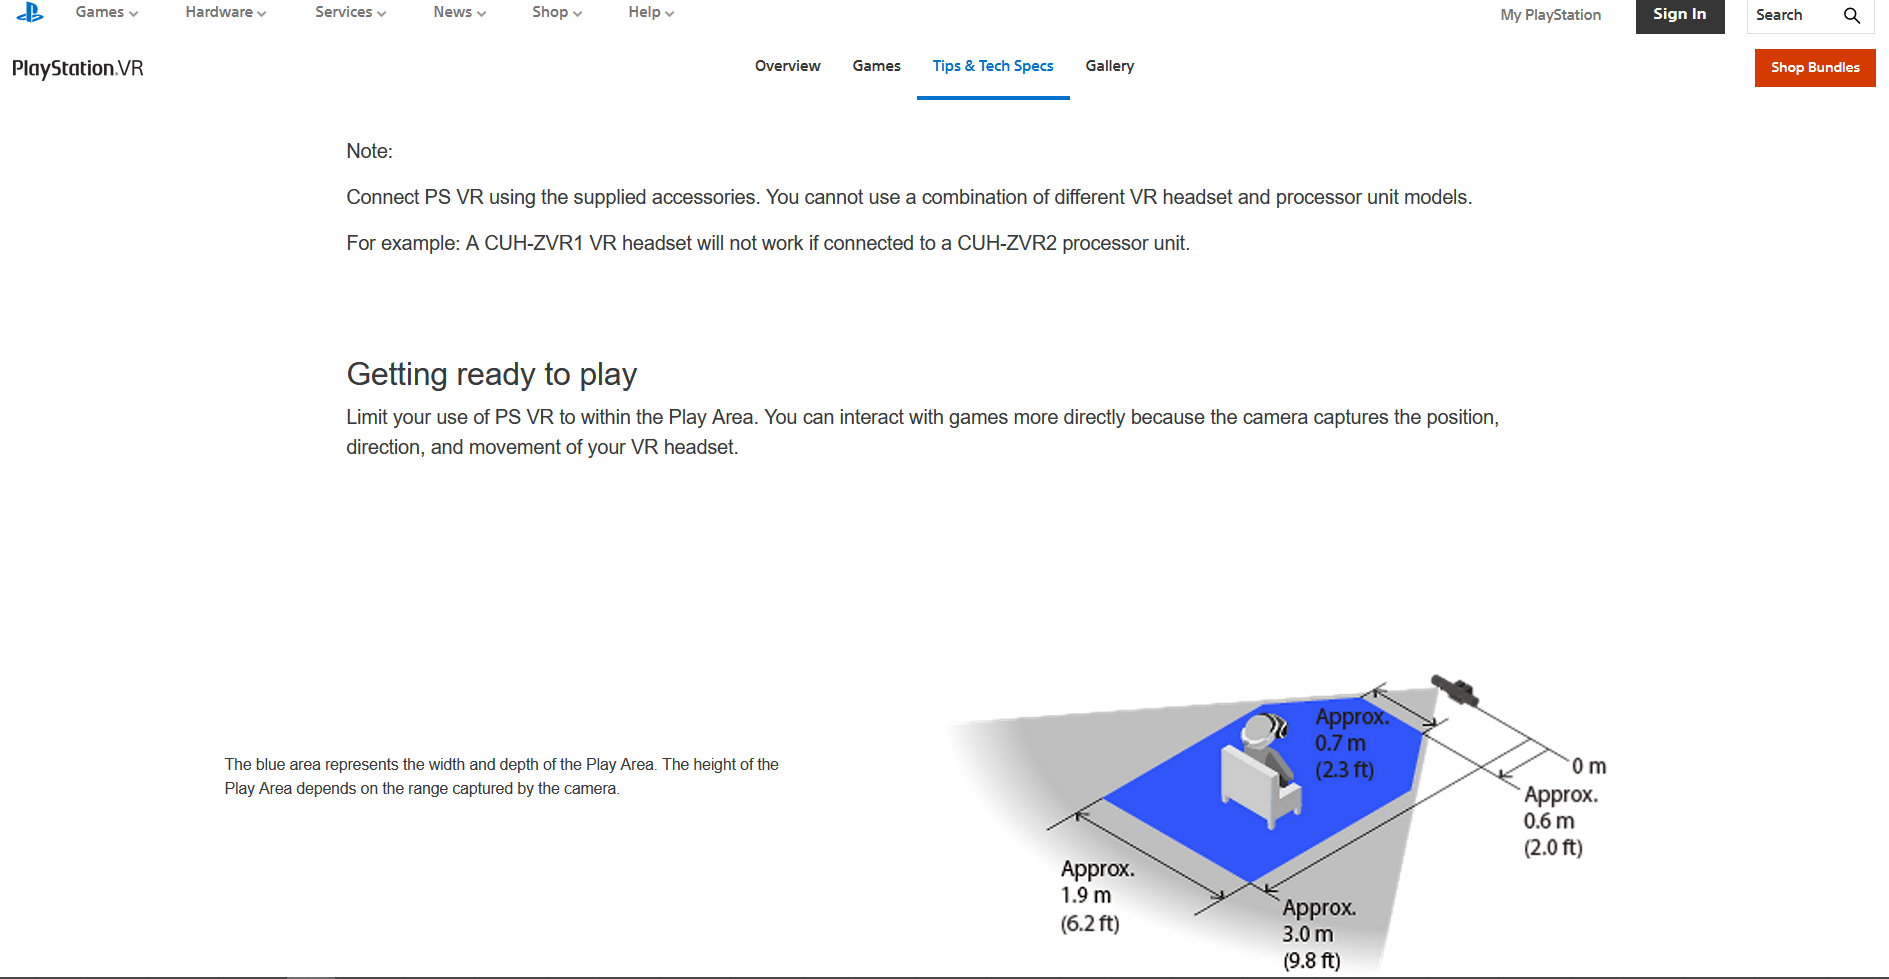 Games
Hardware
Services
News
Shop
Help
My PlayStation
Sign In
Search
PlayStation.VR
Overview
Games
Tips & Tech Specs
Gallery
Shop Bundles
Note:
Connect PS VR using the supplied accessories. You cannot use a combination of different VR headset and processor unit models.
For example: A CUH-ZVR1 VR headset will not work if connected to a CUH-ZVR2 processor unit.
Getting ready to play
Limit your use of PS VR to within the Play Area. You can interact with games more directly because the camera captures the position,
direction, and movement of your VR headset.
The blue area represents the width and depth of the Play Area. The height of the
Play Area depends on the range captured by the camera.
Approx.
0.7 m
(2.3 ft)
0 m
Approx.
0.6 m
(2.0 ft)
Approx.
1.9 m
(6.2 ft)
Approx.
3.0 m
(9.8 ft)